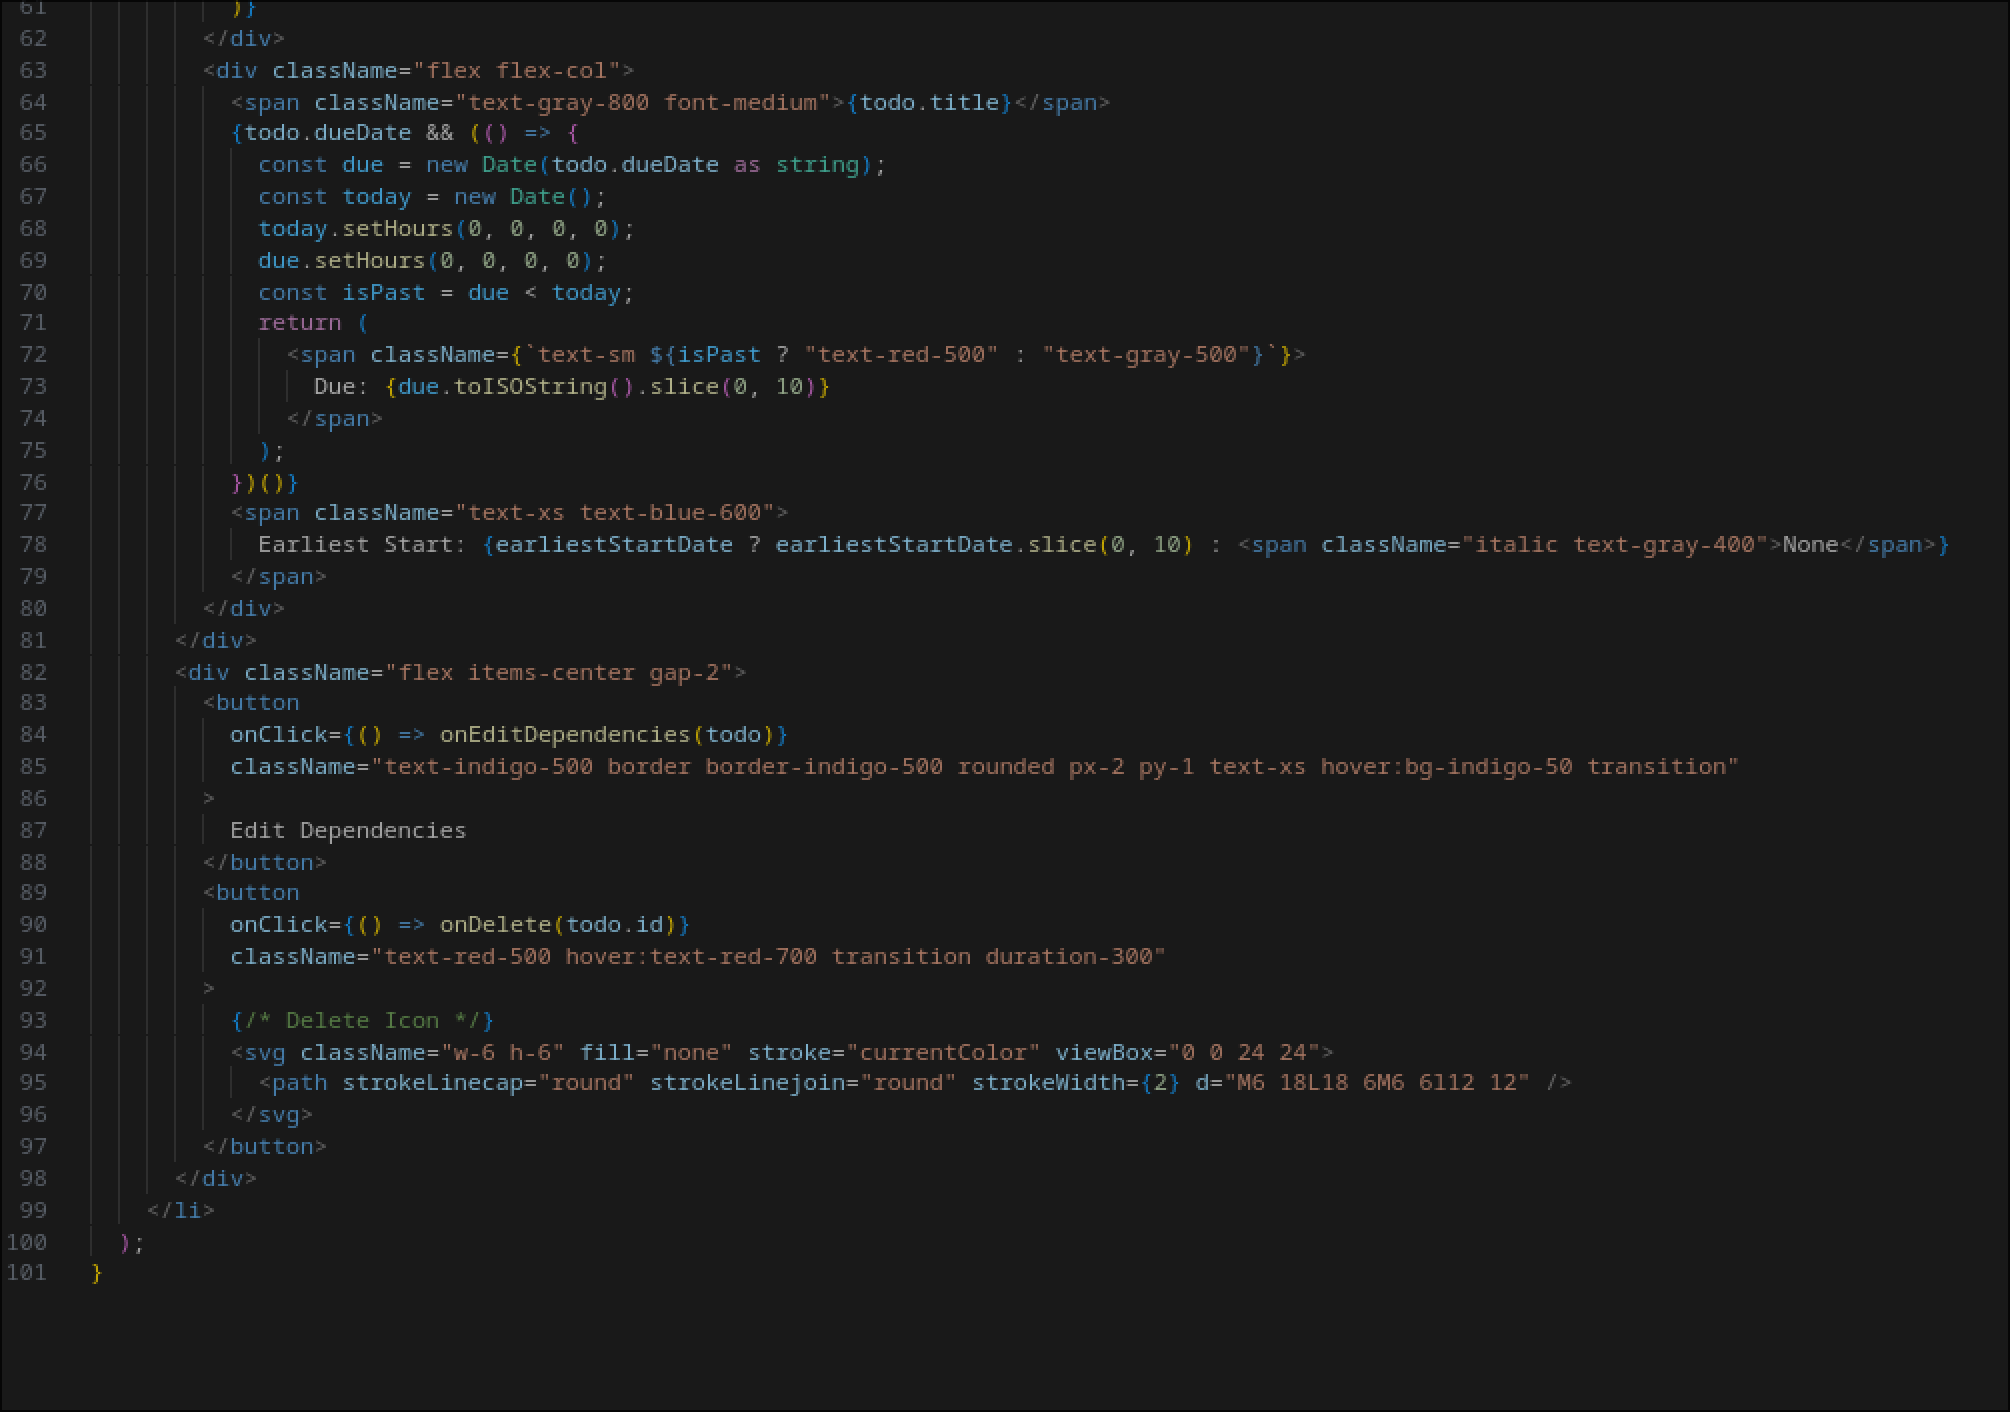 61 )}
62 </div>
63 <div className="flex flex-col">
64 <span className="text-gray-800 font-medium">{todo.title}</span>
65 {todo.dueDate && (() => {
66 const due = new Date(todo.dueDate as string);
67 const today = new Date();
68 today.setHours(0, 0, 0, 0);
69 due.setHours(0, 0, 0, 0);
70 const isPast = due < today;
71 return (
72 <span className={`text-sm ${isPast ? "text-red-500" : "text-gray-500"}`}>
73 Due: {due.toISOString().slice(0, 10)}
74 </span>
75 );
76 })()}
77 <span className="text-xs text-blue-600">
78 Earliest Start: {earliestStartDate ? earliestStartDate.slice(0, 10) : <span className="italic text-gray-400">None</span>}
79 </span>
80 </div>
81 </div>
82 <div className="flex items-center gap-2">
83 <button
84 onClick={() => onEditDependencies(todo)}
85 className="text-indigo-500 border border-indigo-500 rounded px-2 py-1 text-xs hover:bg-indigo-50 transition"
86 >
87 Edit Dependencies
88 </button>
89 <button
90 onClick={() => onDelete(todo.id)}
91 className="text-red-500 hover:text-red-700 transition duration-300"
92 >
93 {/* Delete Icon */}
94 <svg className="w-6 h-6" fill="none" stroke="currentColor" viewBox="0 0 24 24">
95 <path strokeLinecap="round" strokeLinejoin="round" strokeWidth={2} d="M6 18L18 6M6 6l12 12" />
96 </svg>
97 </button>
98 </div>
99 </li>
100 );
101 }